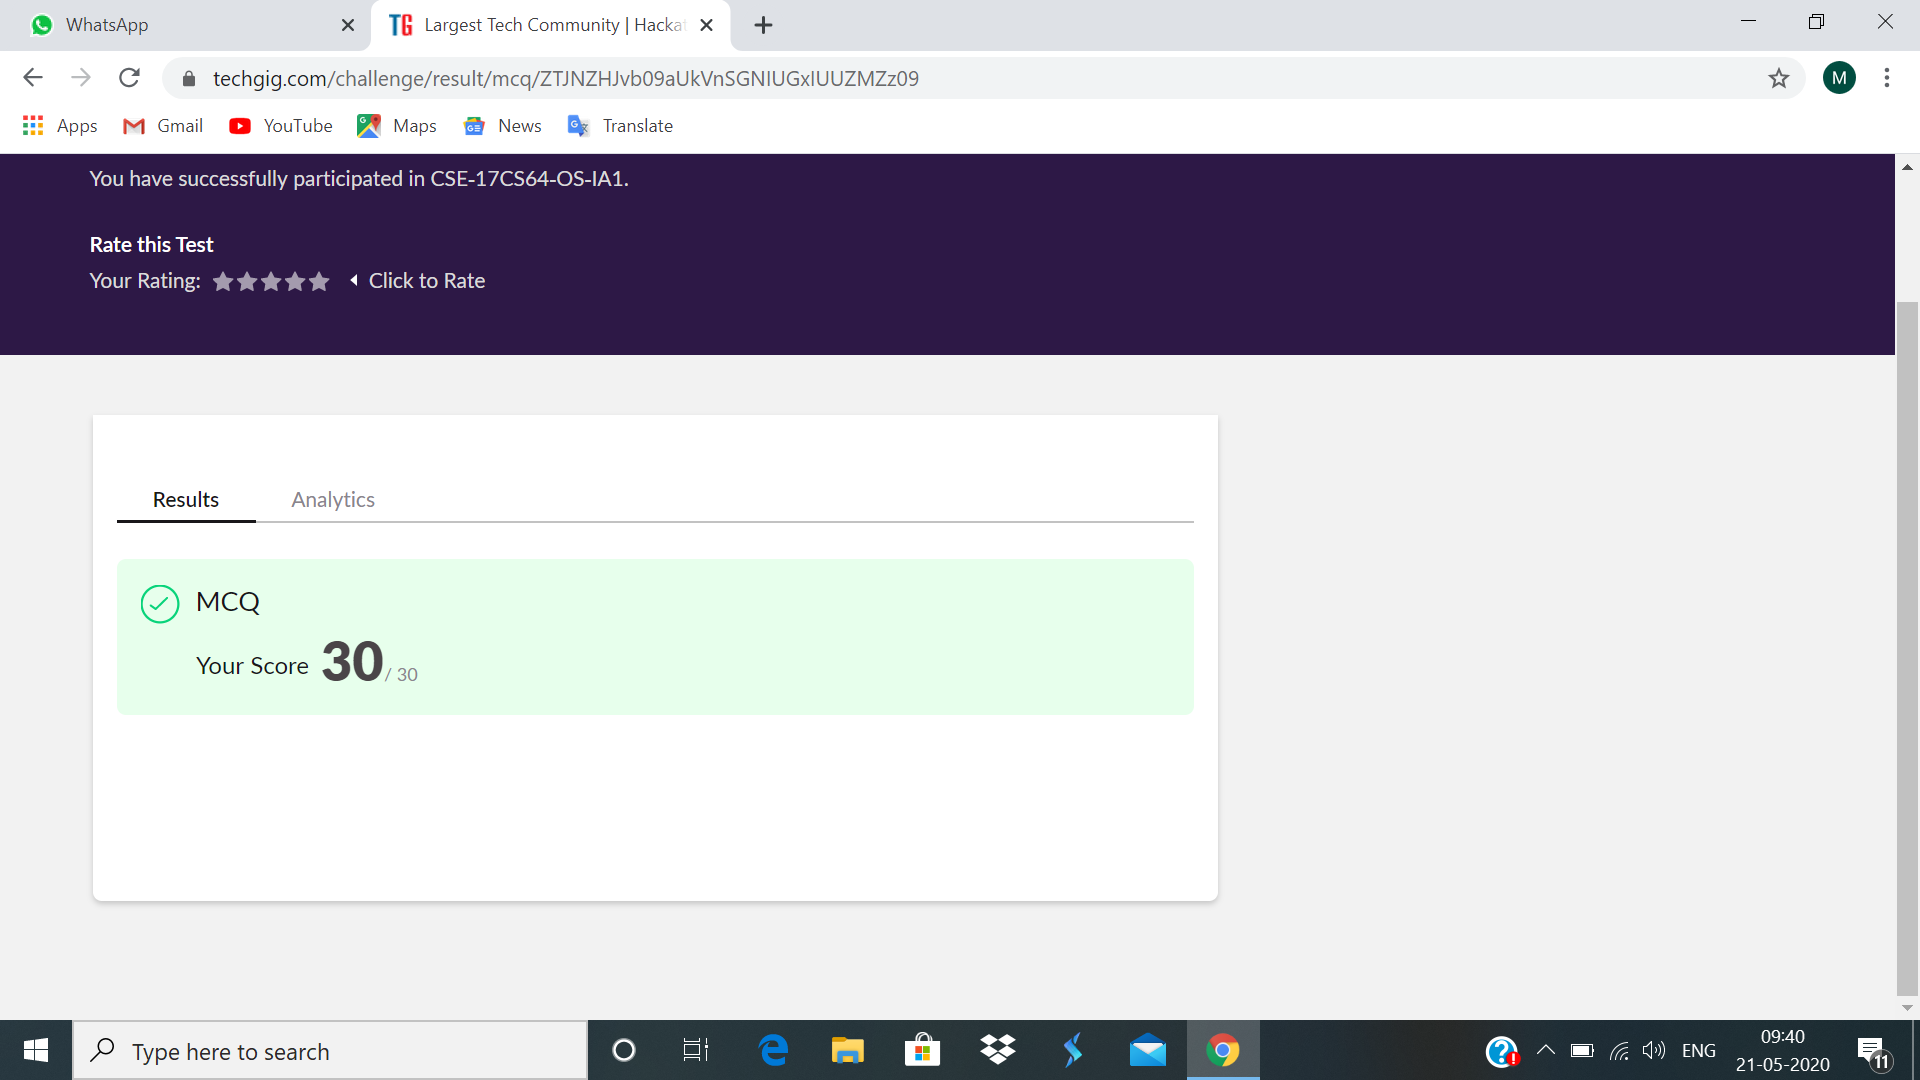 WhatsApp
TG Largest Tech Community | Hacka
techgig.com/challenge/result/mcq/ZTJNZHJvb09aUkVnSGNIUGxIUUZMZz09
M
Apps Gmail YouTube Maps News Translate
You have successfully participated in CSE-17CS64-OS-IA1.
Rate this Test
Your Rating: Click to Rate
Results Analytics
MCQ
Your Score 30 / 30
Type here to search
ENG
09:40
21-05-2020
11